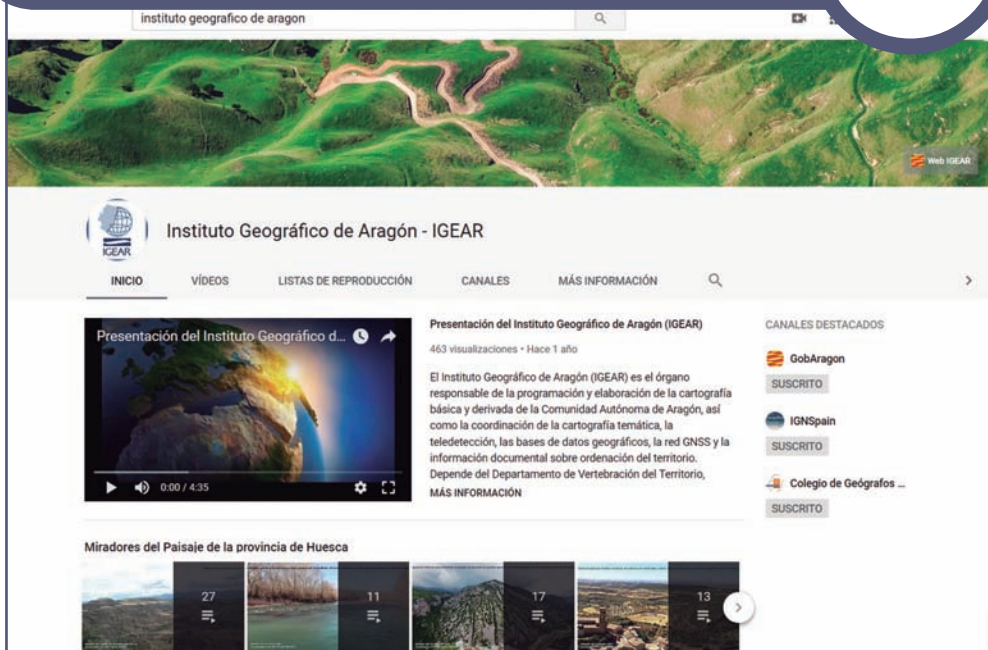 instituto geografico de aragon
Web IGEAR
IGEAR
Instituto Geográfico de Aragón - IGEAR
INICIO VÍDEOS LISTAS DE REPRODUCCIÓN CANALES MÁS INFORMACIÓN
Presentación del Instituto Geográfico d...
0:00 / 4:35
Presentación del Instituto Geográfico de Aragón (IGEAR)
463 visualizaciones • Hace 1 año
El Instituto Geográfico de Aragón (IGEAR) es el órgano
responsable de la programación y elaboración de la cartografía
básica y derivada de la Comunidad Autónoma de Aragón, así
como la coordinación de la cartografía temática, la
teledetección, las bases de datos geográficos, la red GNSS y la
información documental sobre ordenación del territorio.
Depende del Departamento de Vertebración del Territorio,
MÁS INFORMACIÓN
CANALES DESTACADOS
GobAragon
SUSCRITO
IGNSpain
SUSCRITO
Colegio de Geógrafos ...
SUSCRITO
Miradores del Paisaje de la provincia de Huesca
27 11 17 13